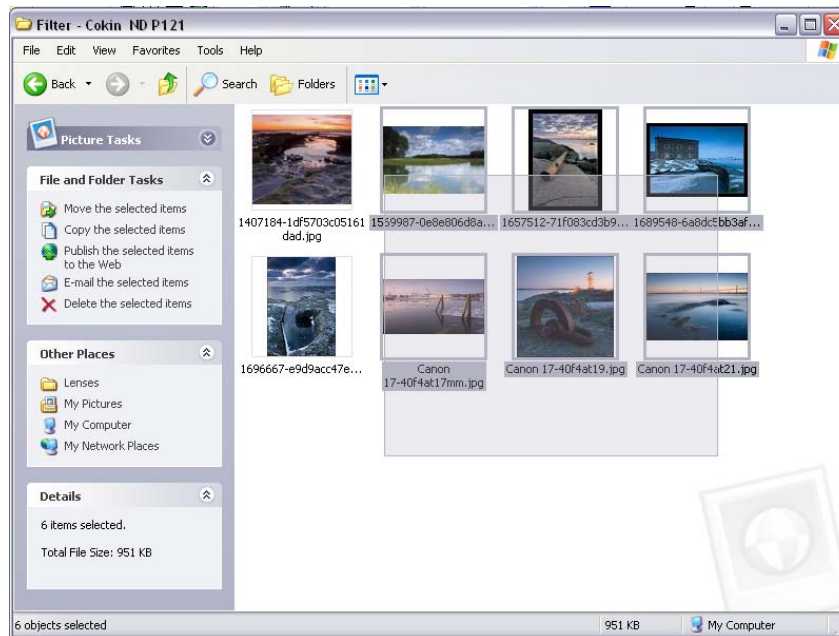 Filter - Cokin ND P121
File Edit View Favorites Tools Help
Back Search Folders
Picture Tasks
File and Folder Tasks
Move the selected items
Copy the selected items
Publish the selected items
to the Web
E-mail the selected items
Delete the selected items
Other Places
Lenses
My Pictures
My Computer
My Network Places
Details
6 items selected.
Total File Size: 951 KB
1407184-1df5703c05161 1569987-0e8e806d8a... 1657512-71f083cd3b9... 1689548-6a8dc5bb3af...
dad.jpg
1696667-e9d9acc47e... Canon Canon 17-40f4at19.jpg Canon 17-40f4at21.jpg
17-40f4at17mm.jpg
6 objects selected 951 KB My Computer